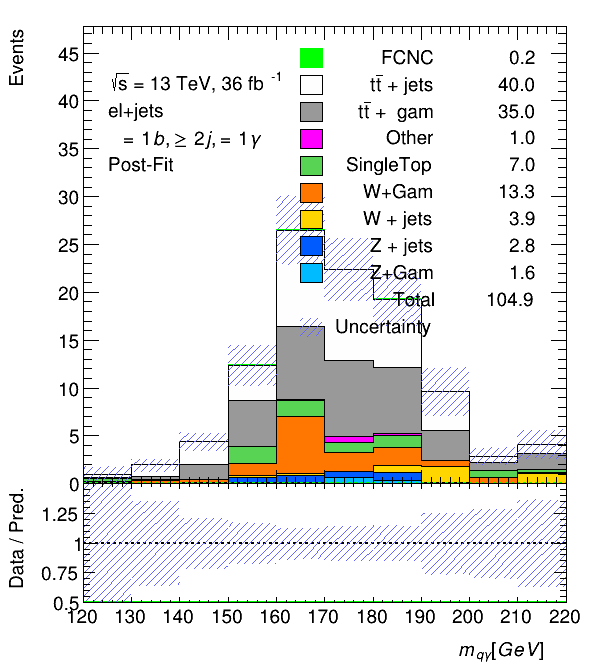 Events
45
40
35
30
25
20
15
10
5
0
√s = 13 TeV, 36 fb⁻¹
el+jets
= 1b, ≥ 2j, = 1γ
Post-Fit
FCNC 0.2
tt̄ + jets 40.0
tt̄ + gam 35.0
Other 1.0
SingleTop 7.0
W+Gam 13.3
W + jets 3.9
Z + jets 2.8
Z+Gam 1.6
Total 104.9
Uncertainty
Data / Pred.
1.25
1
0.75
0.5
120 130 140 150 160 170 180 190 200 210 220
m_qγ[GeV]